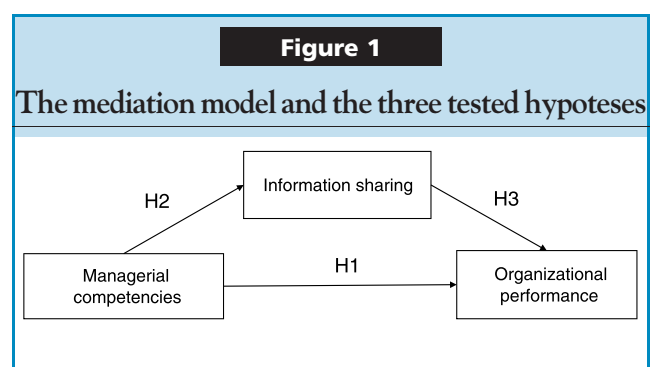 Figure 1
The mediation model and the three tested hypoteses
Information sharing
H2
H3
H1
Managerial
competencies
Organizational
performance